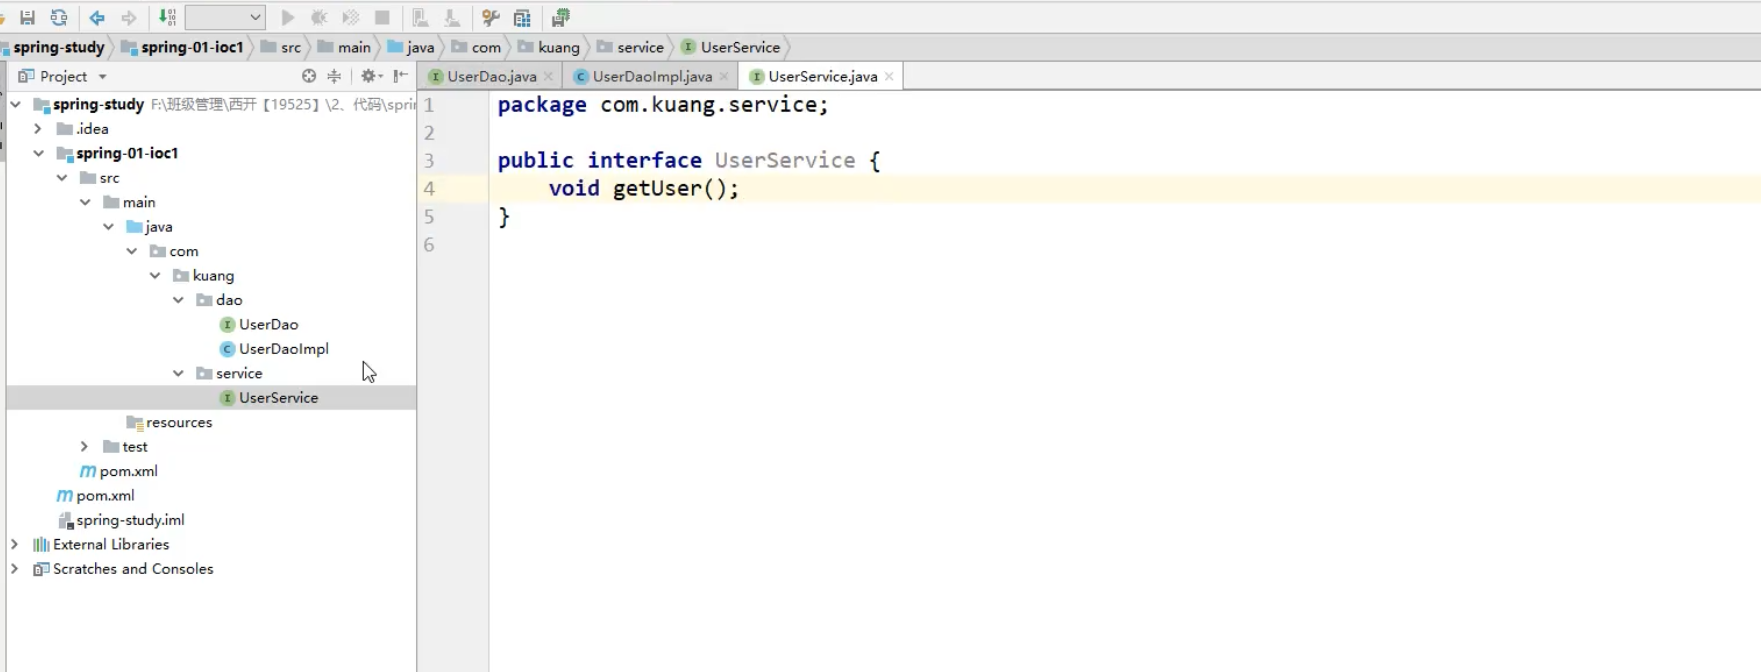 spring-study spring-01-ioc1 src main java com kuang service UserService
Project
UserDao.java UserDaoImpl.java UserService.java
spring-study F:\班级管理\西开【19525】\2、代码\sprin
.idea
spring-01-ioc1
src
main
java
com
kuang
dao
UserDao
UserDaoImpl
service
UserService
resources
test
pom.xml
pom.xml
spring-study.iml
External Libraries
Scratches and Consoles
1 package com.kuang.service;
2
3 public interface UserService {
4 void getUser();
5 }
6